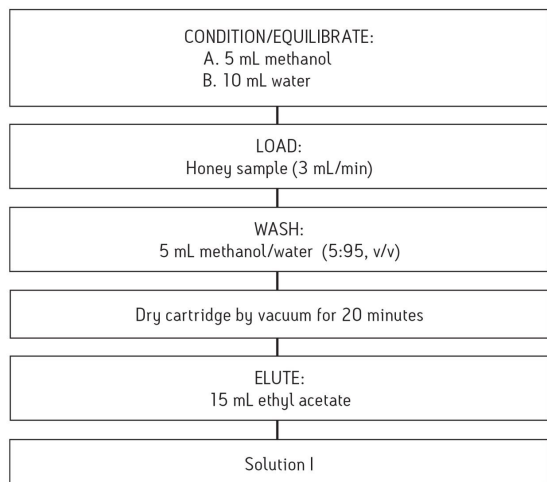 CONDITION/EQUILIBRATE:
A. 5 mL methanol
B. 10 mL water
LOAD:
Honey sample (3 mL/min)
WASH:
5 mL methanol/water (5:95, v/v)
Dry cartridge by vacuum for 20 minutes
ELUTE:
15 mL ethyl acetate
Solution I